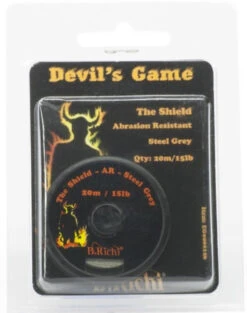 Devil's Game
The Shield
Abrasion Resistant
Steel Grey
Qty: 20m/15lb
The Shield - AR - Steel Grey
20m / 15lb
B.Richi
B.Richi